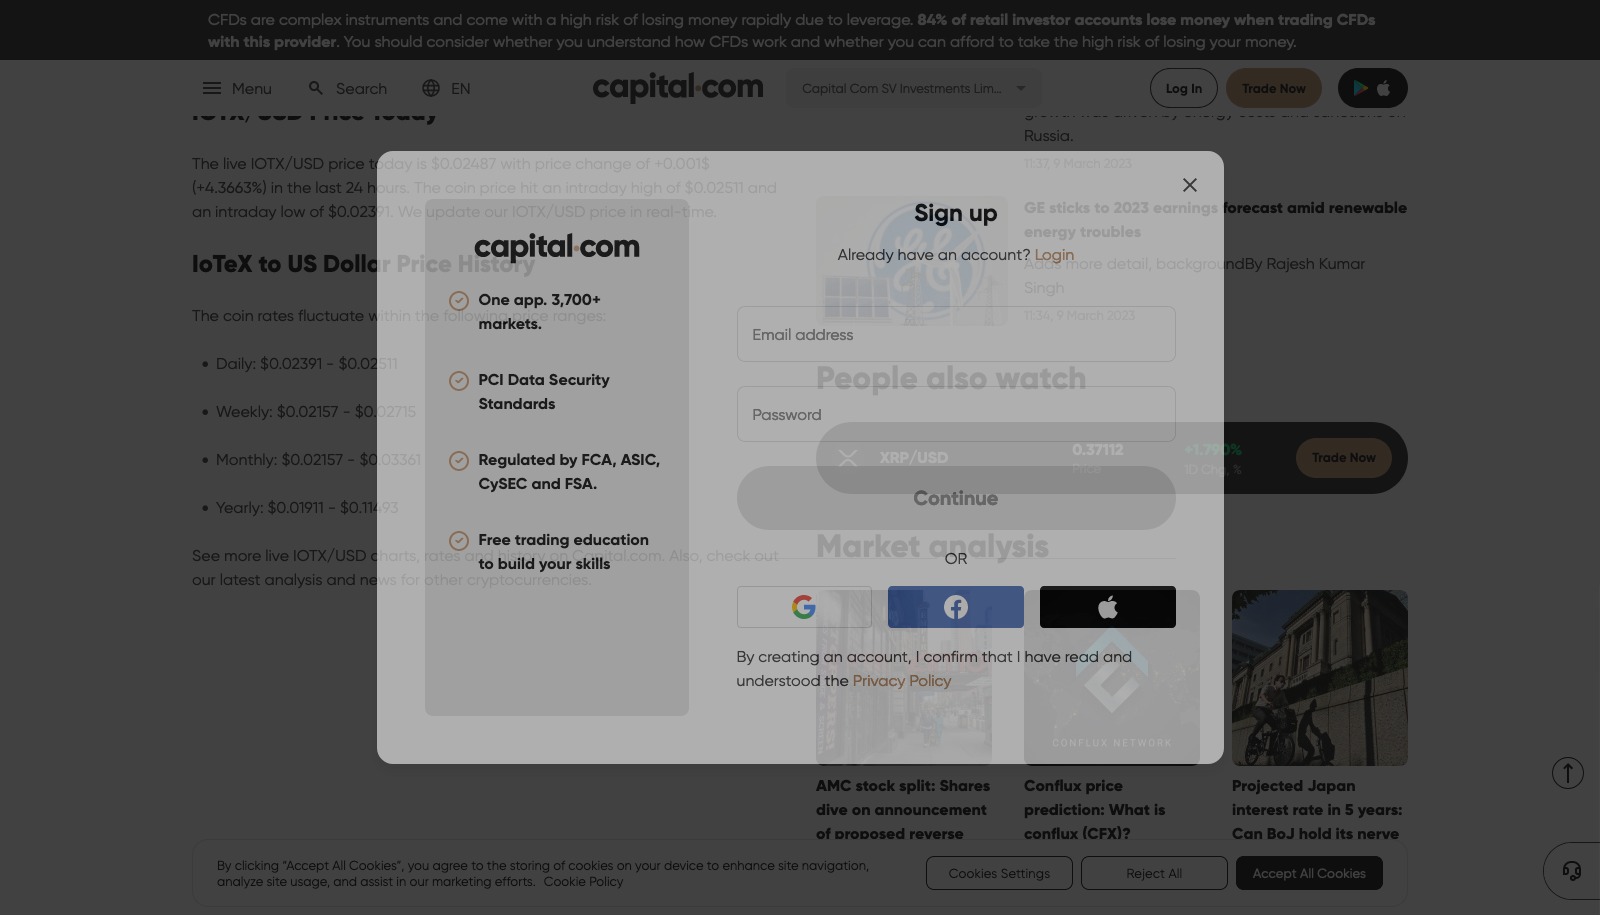 CFDs are complex instruments and come with a high risk of losing money rapidly due to leverage. 84% of retail investor accounts lose money when trading CFDs
with this provider. You should consider whether you understand how CFDs work and whether you can afford to take the high risk of losing your money.
Menu
Search
EN
capital.com
Capital Com SV Investments Lim...
Log In
Trade Now
IOTX/USD Price Today
The live IOTX/USD price today is $0.02487 with price change of +0.001$
(+4.3663%) in the last 24 hours. The coin price hit an intraday high of $0.02511 and
an intraday low of $0.02391. We update our IOTX/USD price in real-time.
IoTeX to US Dollar Price History
The coin rates fluctuate within the following price ranges:
Daily: $0.02391 - $0.02511
Weekly: $0.02157 - $0.02715
Monthly: $0.02157 - $0.03361
Yearly: $0.01911 - $0.11493
See more live IOTX/USD charts, rates and history on Capital.com. Also, check out
our latest analysis and news for other cryptocurrencies.
growth was driven by energy costs and sanctions on
Russia.
11:37, 9 March 2023
GE sticks to 2023 earnings forecast amid renewable
energy troubles
Adds more detail, backgroundBy Rajesh Kumar
Singh
11:34, 9 March 2023
People also watch
XRP/USD
0.37112
Price
+1.790%
1D Chg, %
Trade Now
Market analysis
CONFLUX NETWORK
AMC stock split: Shares
dive on announcement
of proposed reverse
Conflux price
prediction: What is
conflux (CFX)?
Projected Japan
interest rate in 5 years:
Can BoJ hold its nerve
capital.com
One app. 3,700+
markets.
PCI Data Security
Standards
Regulated by FCA, ASIC,
CySEC and FSA.
Free trading education
to build your skills
Sign up
Already have an account? Login
Email address
Password
Continue
OR
By creating an account, I confirm that I have read and
understood the Privacy Policy
By clicking “Accept All Cookies”, you agree to the storing of cookies on your device to enhance site navigation,
analyze site usage, and assist in our marketing efforts. Cookie Policy
Cookies Settings
Reject All
Accept All Cookies